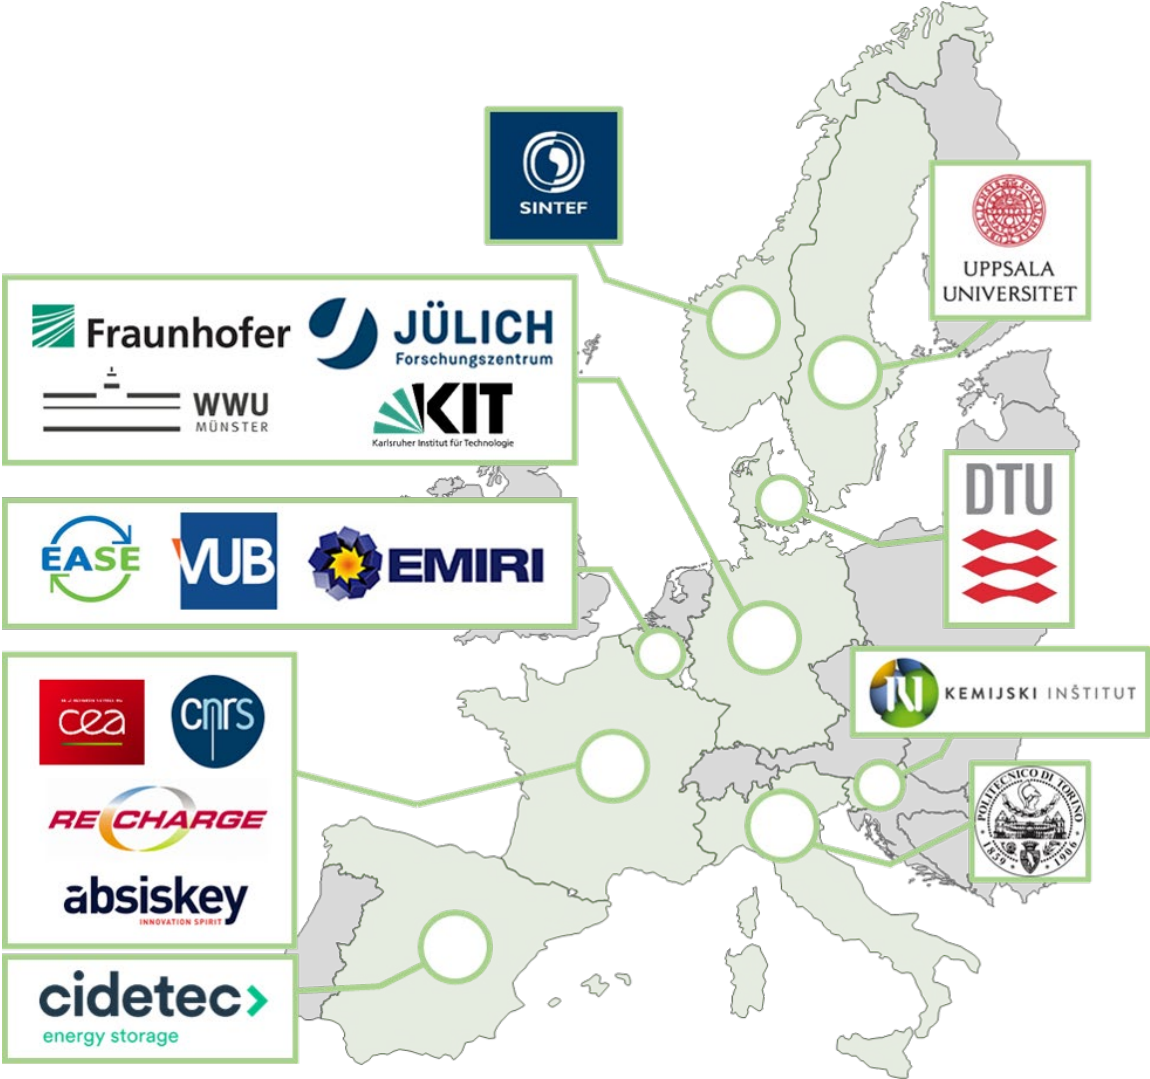 SINTEF
UPPSALA
UNIVERSITET
Fraunhofer
JÜLICH
Forschungszentrum
WWU
MÜNSTER
KIT
Karlsruher Institut für Technologie
DTU
EASE
VUB
EMIRI
KEMIJSKI INŠTITUT
cea
cnrs
RECHARGE
absiskey
INNOVATION SPIRIT
POLITECNICO DI TORINO
1859
1906
cidetec
energy storage